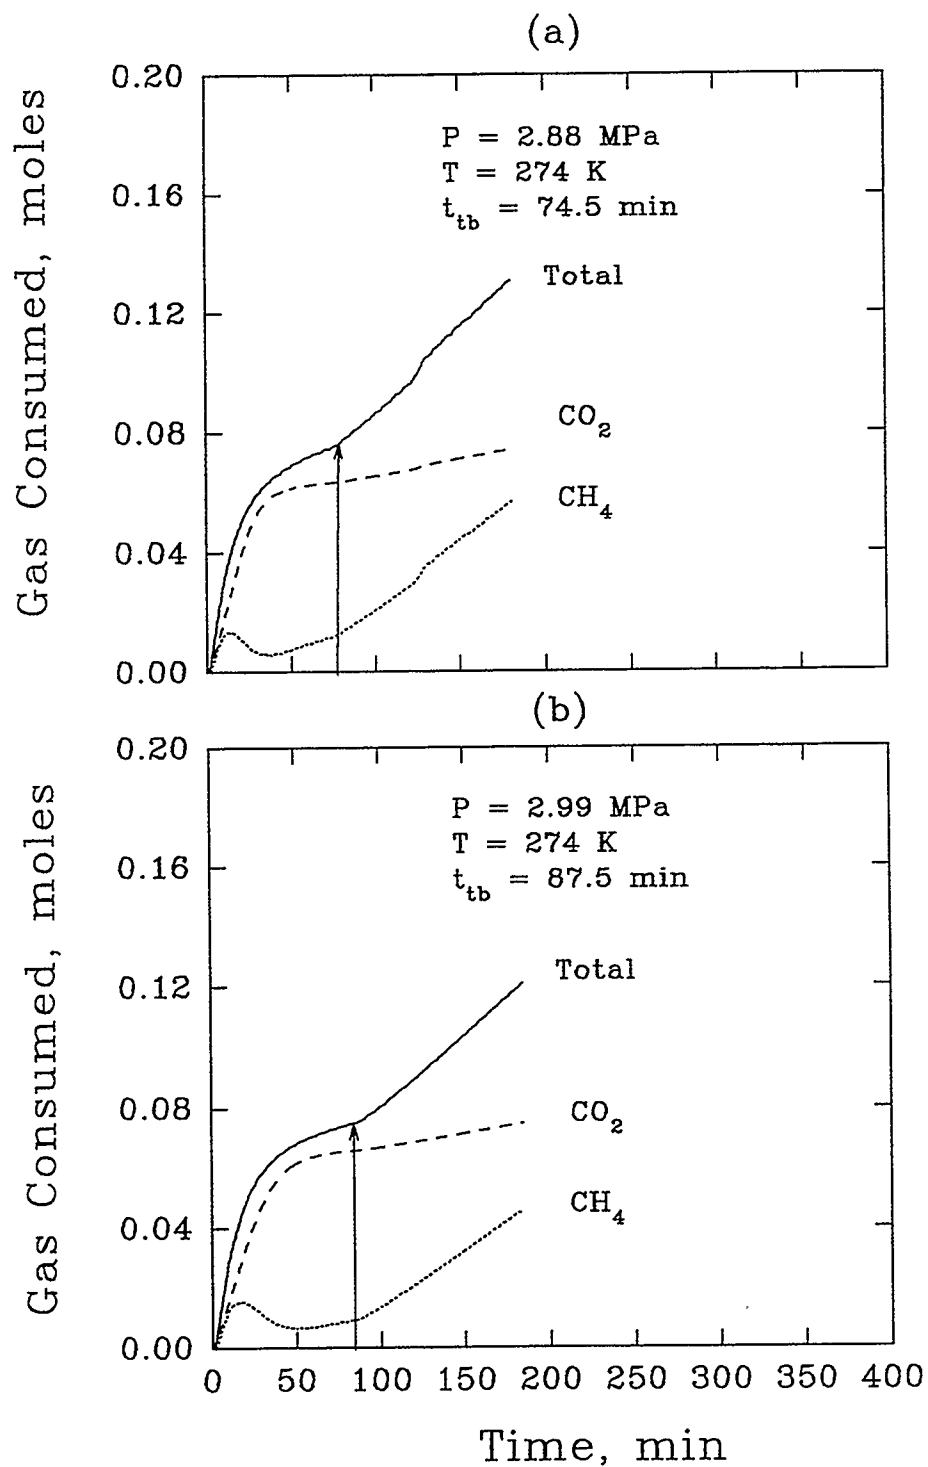 (a)
Gas Consumed, moles
0.20
0.16
0.12
0.08
0.04
0.00
P = 2.88 MPa
T = 274 K
t_tb = 74.5 min
Total
CO₂
CH₄
(b)
Gas Consumed, moles
0.20
0.16
0.12
0.08
0.04
0.00
P = 2.99 MPa
T = 274 K
t_tb = 87.5 min
Total
CO₂
CH₄
0 50 100 150 200 250 300 350 400
Time, min